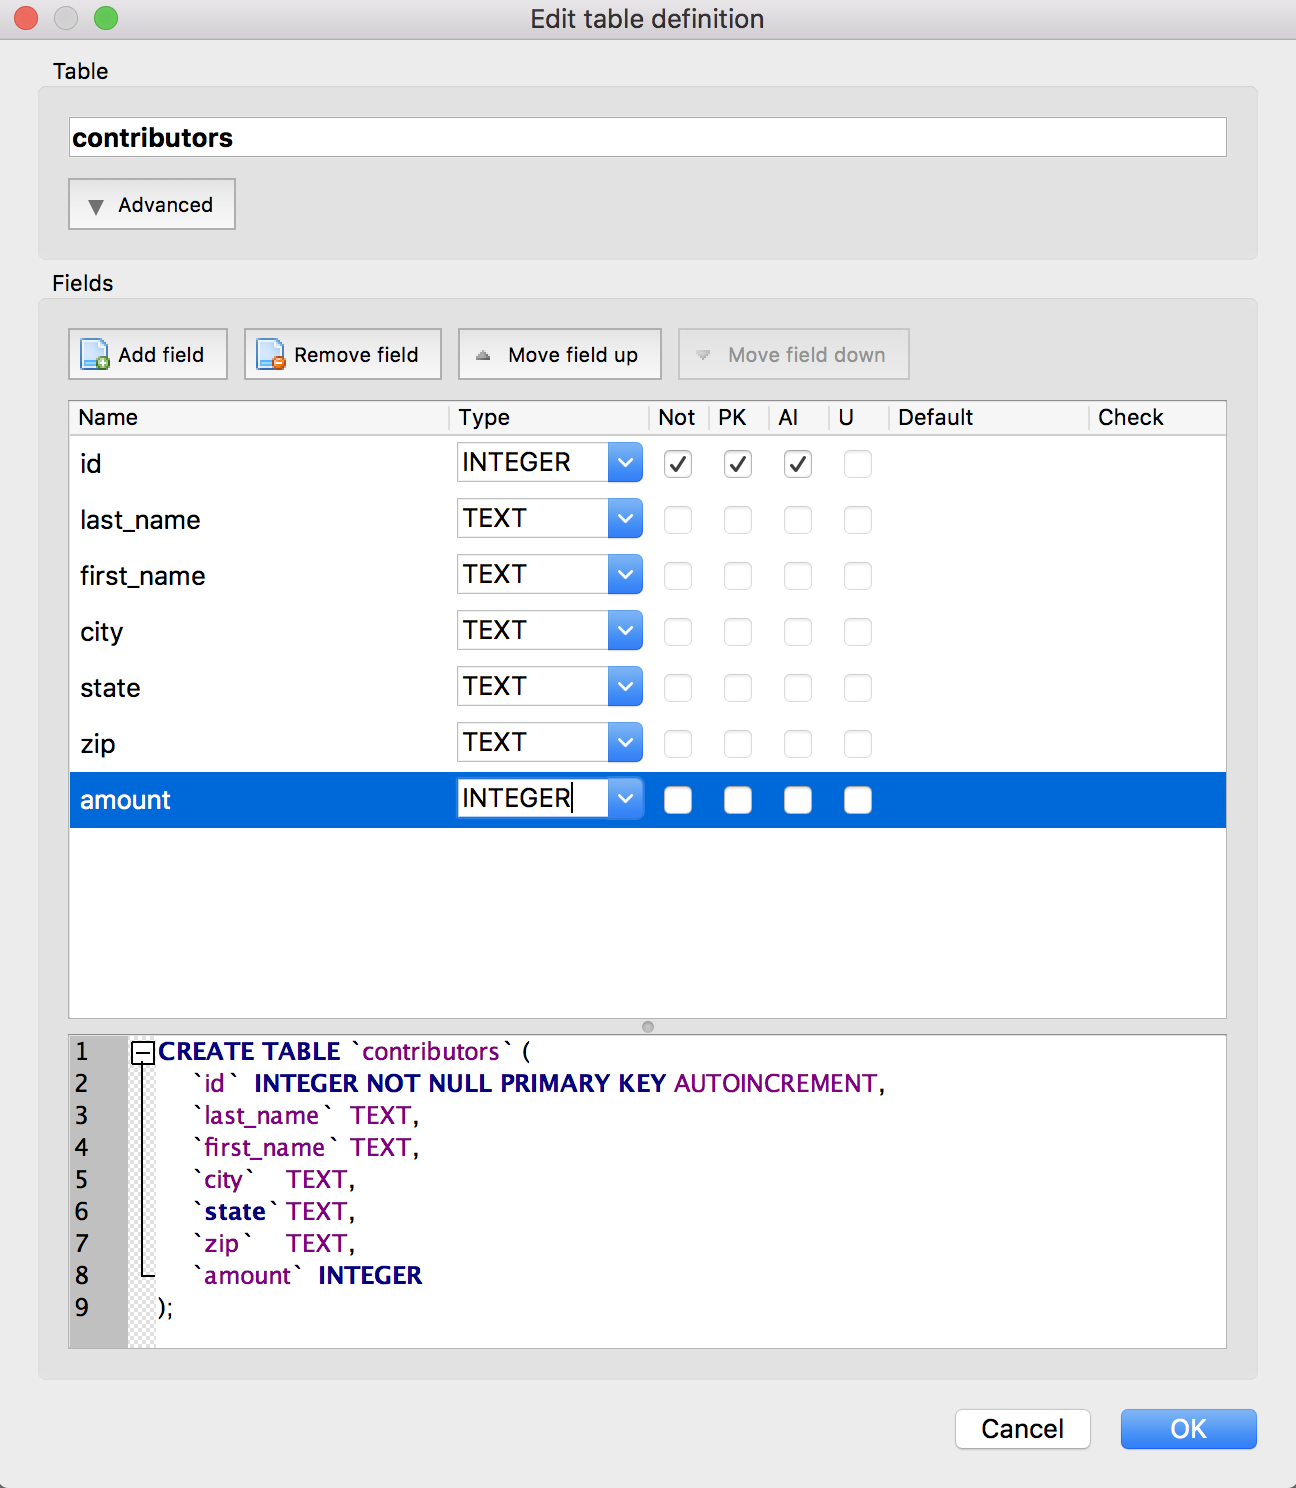 Edit table definition
Table
contributors
Advanced
Fields
Add field Remove field Move field up Move field down
Name Type Not PK AI U Default Check
id INTEGER
last_name TEXT
first_name TEXT
city TEXT
state TEXT
zip TEXT
amount INTEGER
1 CREATE TABLE `contributors` (
2 `id` INTEGER NOT NULL PRIMARY KEY AUTOINCREMENT,
3 `last_name` TEXT,
4 `first_name` TEXT,
5 `city` TEXT,
6 `state` TEXT,
7 `zip` TEXT,
8 `amount` INTEGER
9 );
Cancel OK